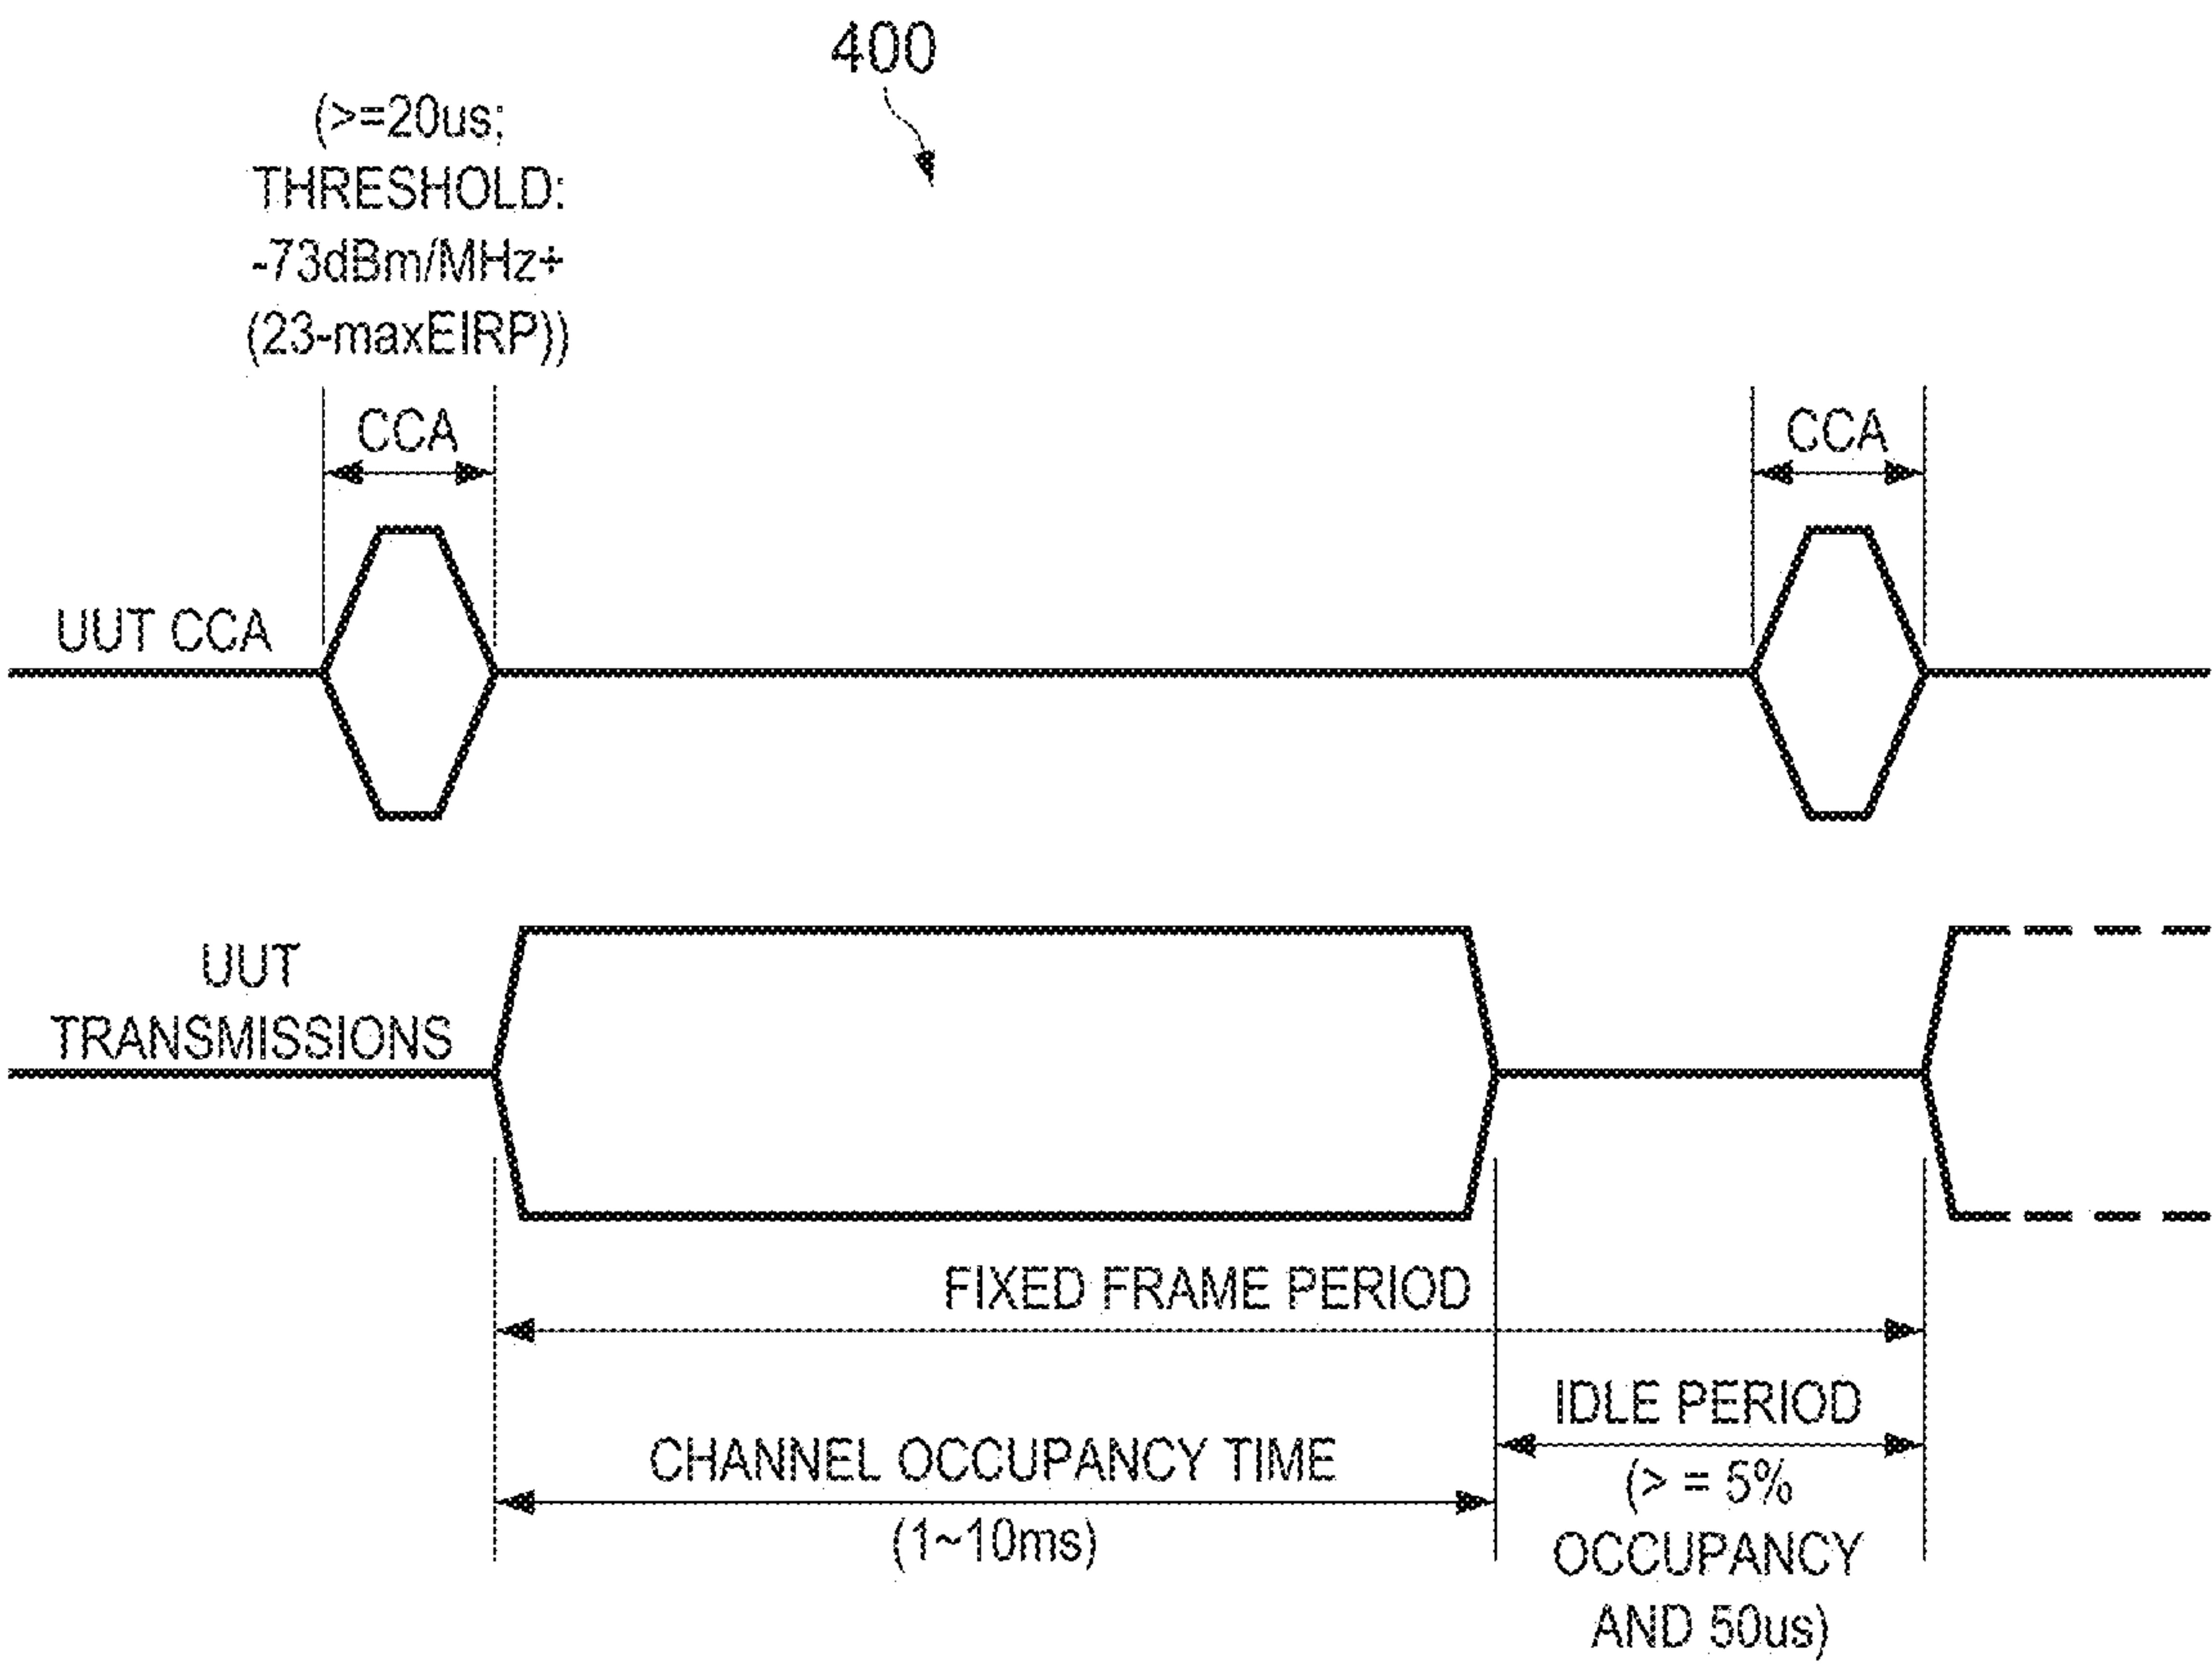 400
(>=20us;
THRESHOLD:
-73dBm/MHz+
(23-maxEIRP))
CCA
CCA
UUT CCA
UUT
TRANSMISSIONS
FIXED FRAME PERIOD
IDLE PERIOD
(> = 5%
OCCUPANCY
AND 50us)
CHANNEL OCCUPANCY TIME
(1~10ms)